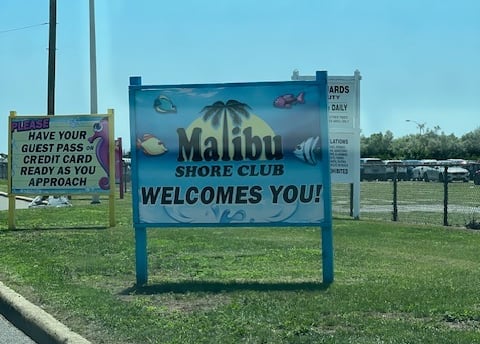 PLEASE
HAVE YOUR
GUEST PASS OR
CREDIT CARD
READY AS YOU
APPROACH
Malibu
SHORE CLUB
WELCOMES YOU!
ARDS
UTY
DAILY
LATIONS